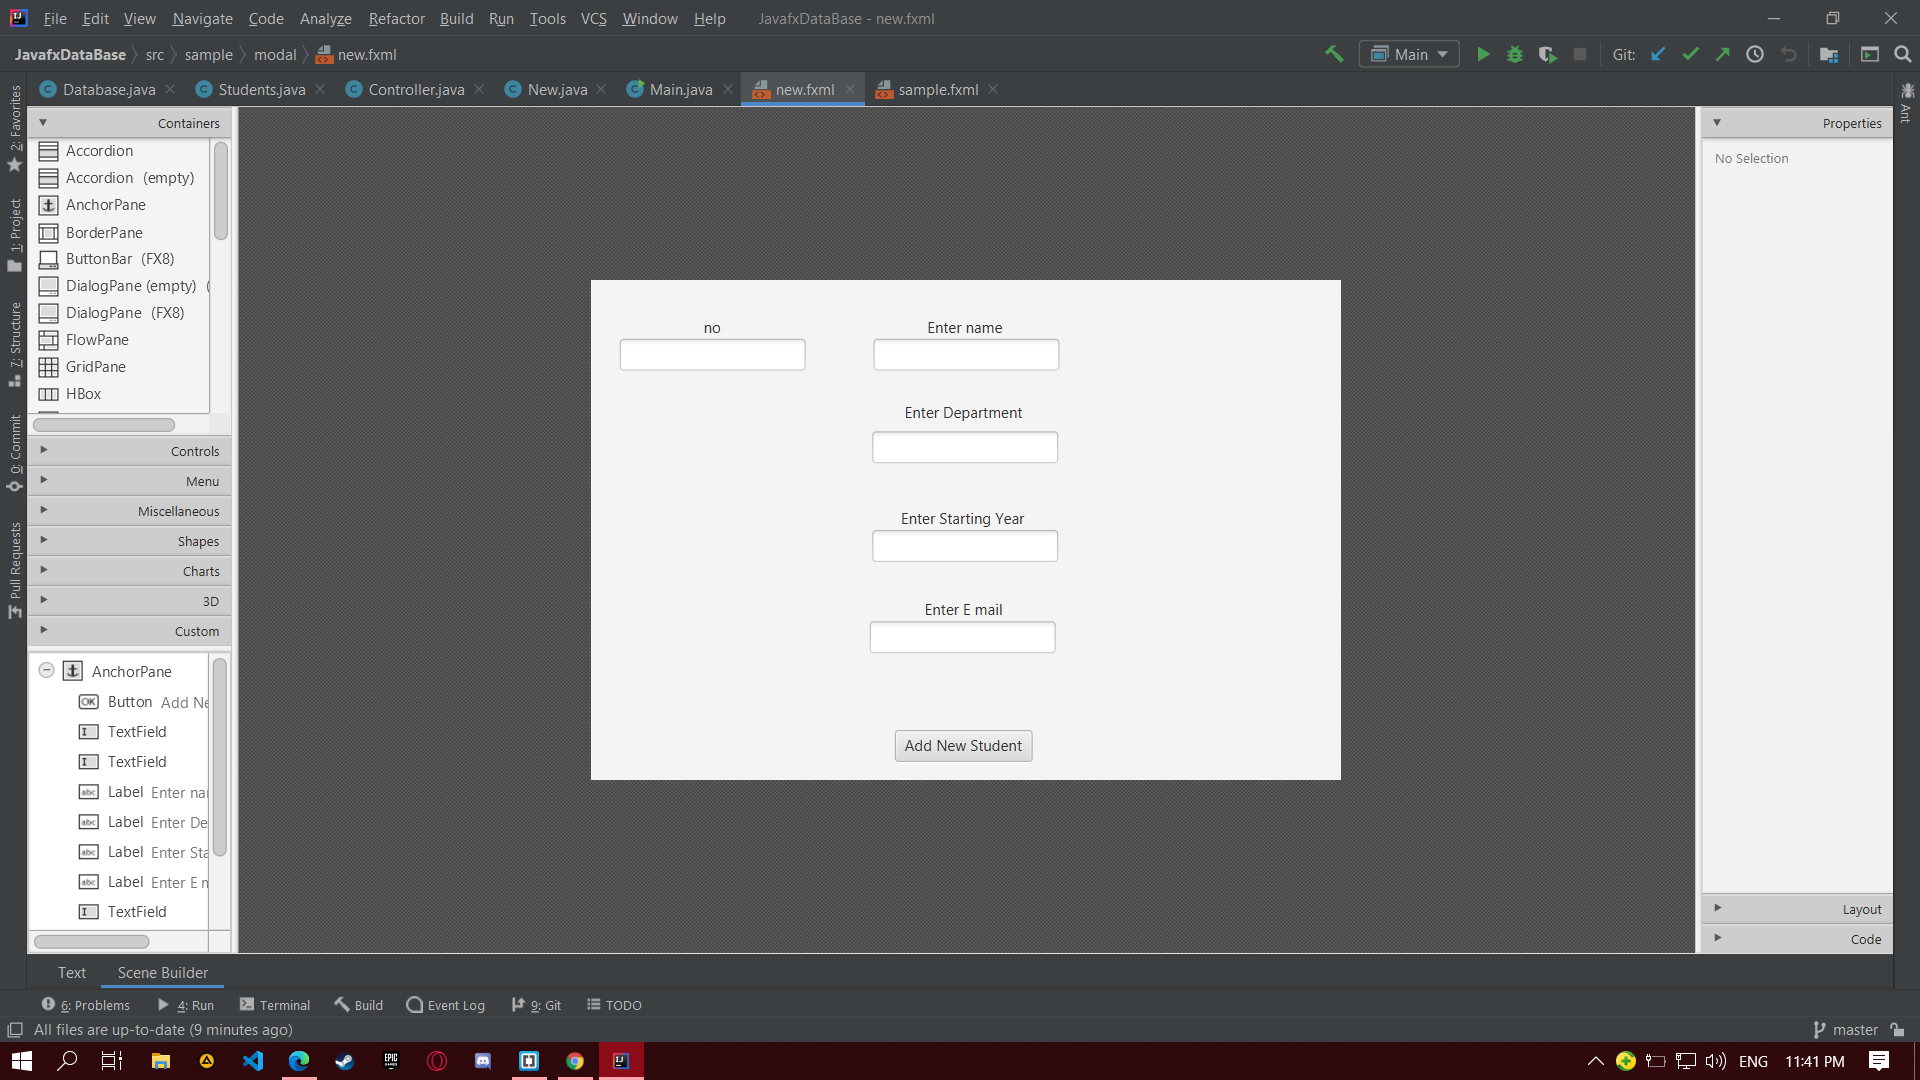 File Edit View Navigate Code Analyze Refactor Build Run Tools VCS Window Help JavafxDataBase - new.fxml
JavafxDataBase src sample modal new.fxml Main Git:
Database.java Students.java Controller.java New.java Main.java new.fxml sample.fxml
2: Favorites
1: Project
7: Structure
0: Commit
Pull Requests
Ant
Containers
Accordion
Accordion (empty)
AnchorPane
BorderPane
ButtonBar (FX8)
DialogPane (empty) (
DialogPane (FX8)
FlowPane
GridPane
HBox
Controls
Menu
Miscellaneous
Shapes
Charts
3D
Custom
AnchorPane
Button Add Ne
TextField
TextField
Label Enter nar
Label Enter De
Label Enter Sta
Label Enter E n
TextField
no Enter name
Enter Department
Enter Starting Year
Enter E mail
Add New Student
Properties
No Selection
Layout
Code
Text Scene Builder
6: Problems 4: Run Terminal Build Event Log 9: Git TODO
All files are up-to-date (9 minutes ago) master
ENG 11:41 PM